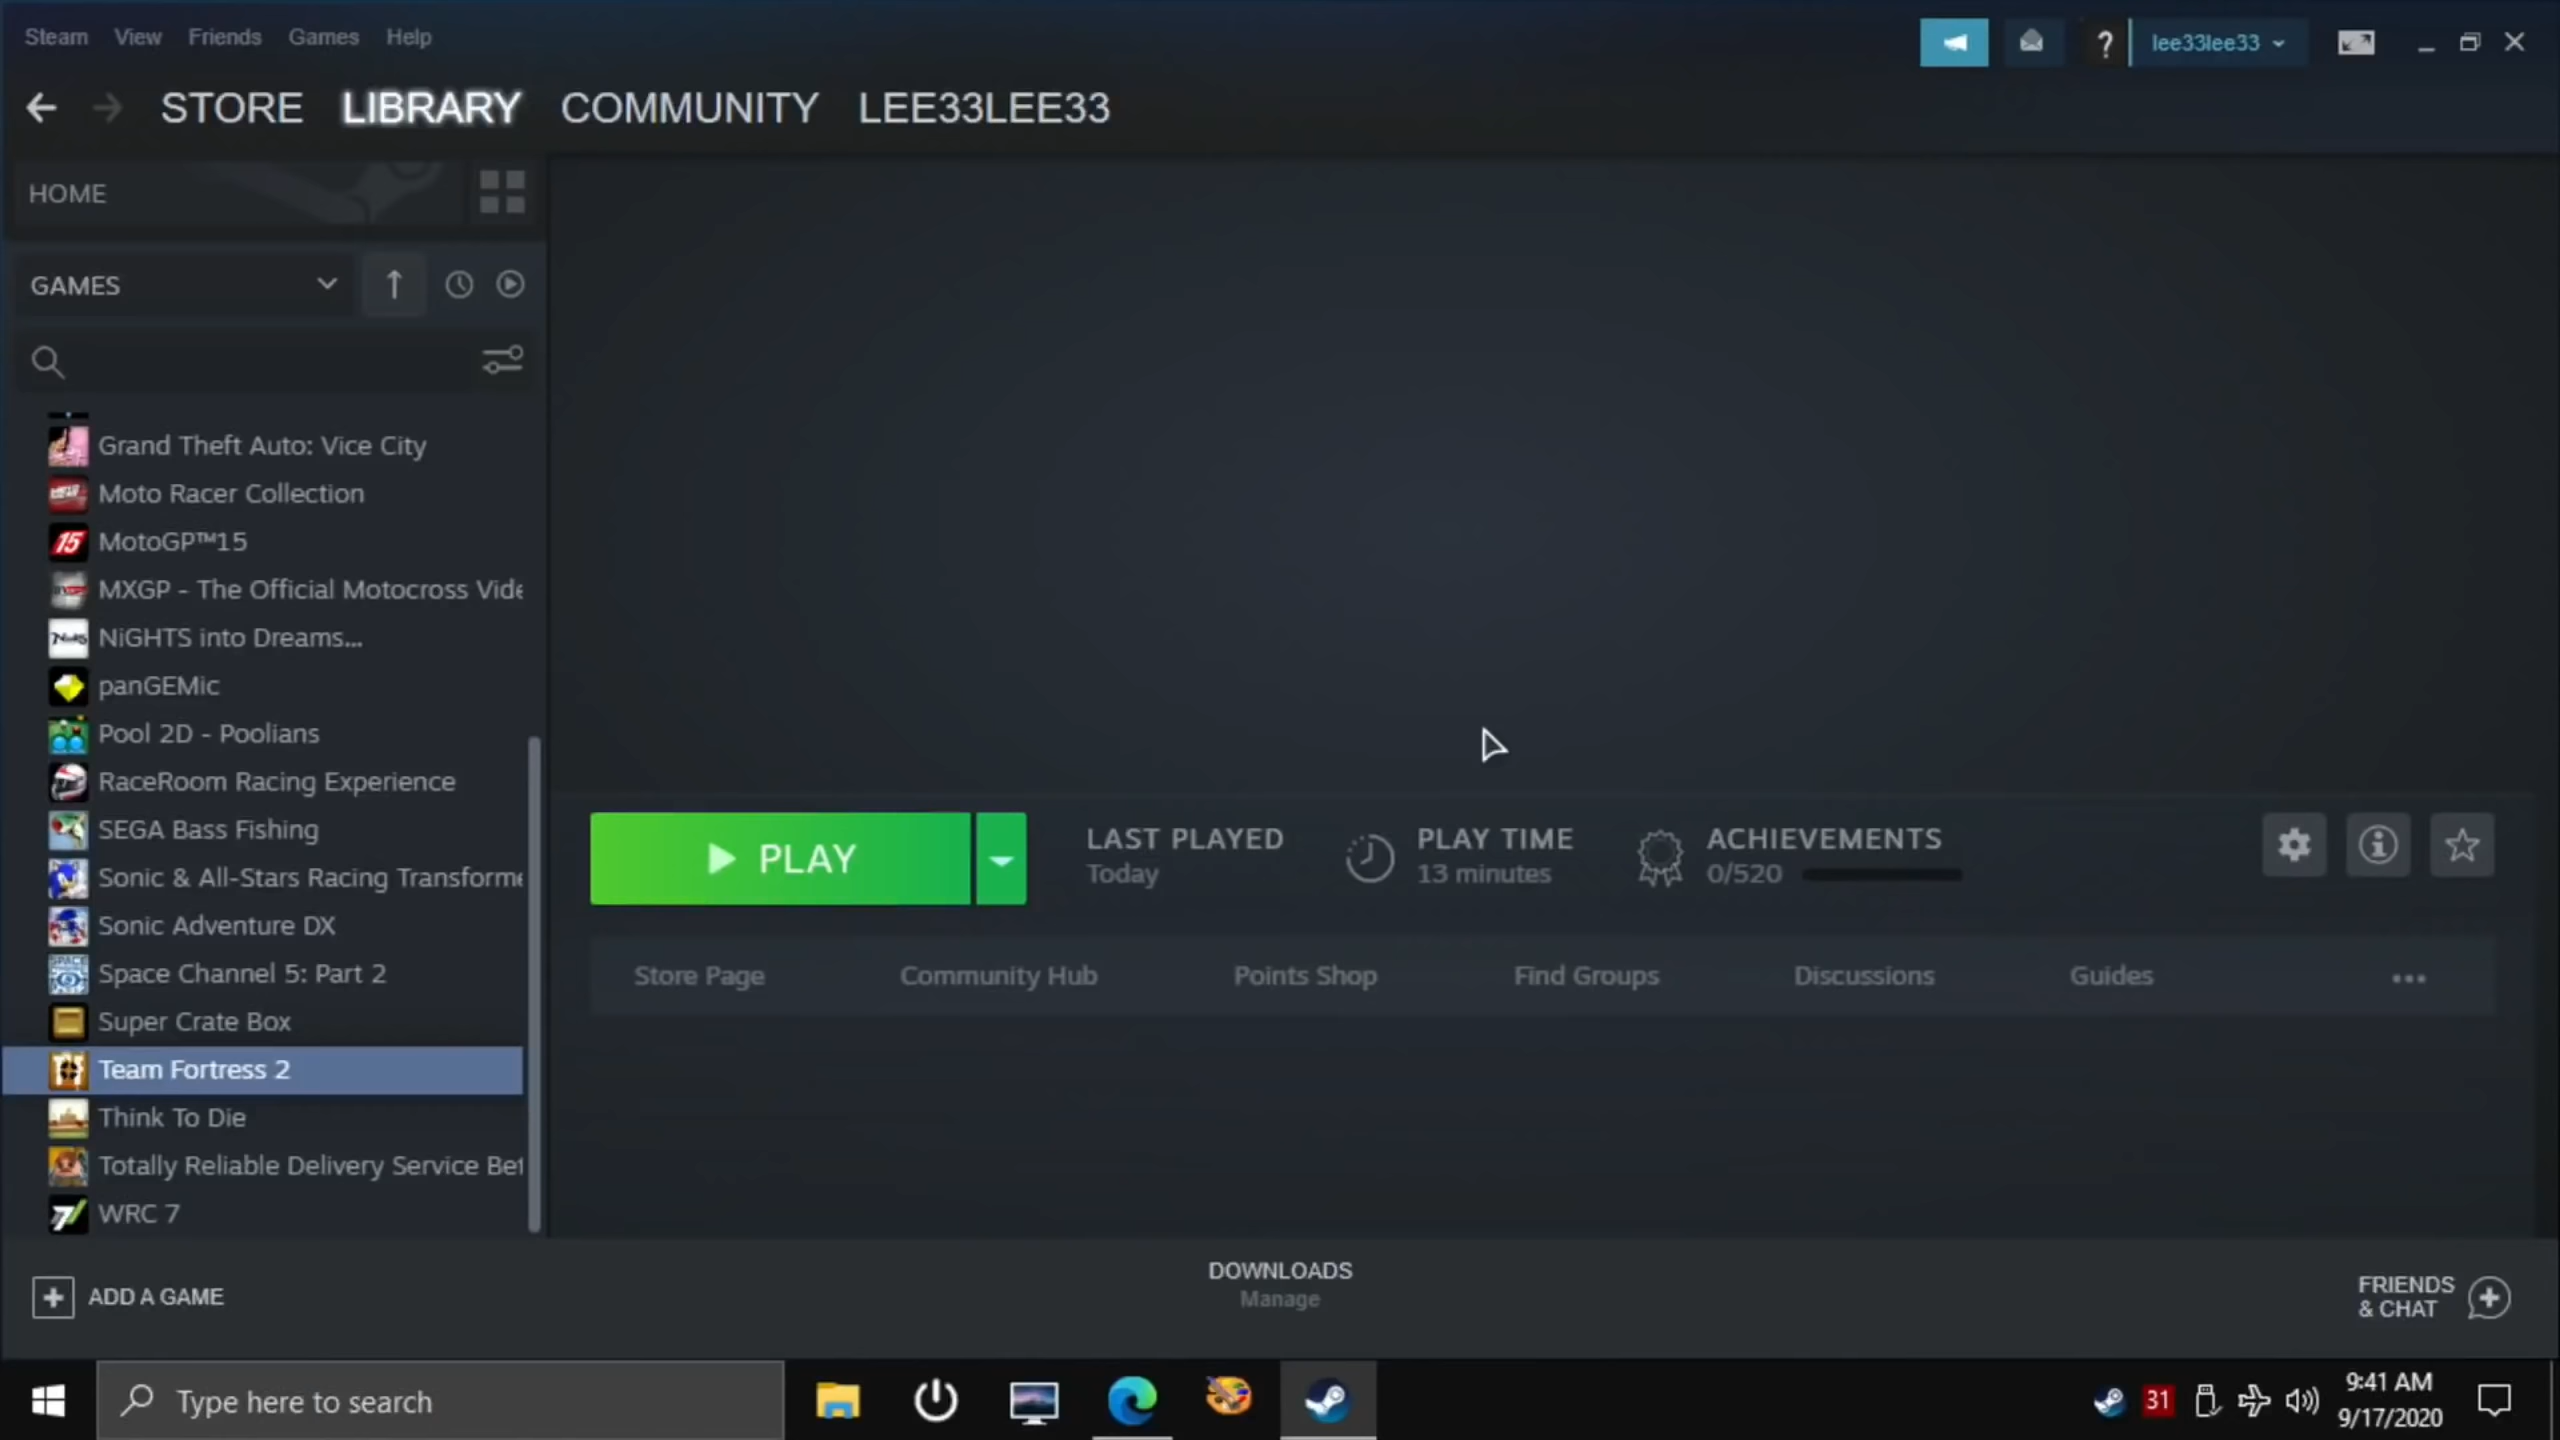 Steam View Friends Games Help
lee33lee33
STORE LIBRARY COMMUNITY LEE33LEE33
HOME
GAMES
Grand Theft Auto: Vice City
Moto Racer Collection
MotoGP™15
MXGP - The Official Motocross Vide
NiGHTS into Dreams...
panGEMic
Pool 2D - Poolians
RaceRoom Racing Experience
SEGA Bass Fishing
Sonic & All-Stars Racing Transforme
Sonic Adventure DX
Space Channel 5: Part 2
Super Crate Box
Team Fortress 2
Think To Die
Totally Reliable Delivery Service Bet
WRC 7
PLAY
LAST PLAYED
Today
PLAY TIME
13 minutes
ACHIEVEMENTS
0/520
Store Page Community Hub Points Shop Find Groups Discussions Guides
ADD A GAME
DOWNLOADS
Manage
FRIENDS
& CHAT
Type here to search
31
9:41 AM
9/17/2020